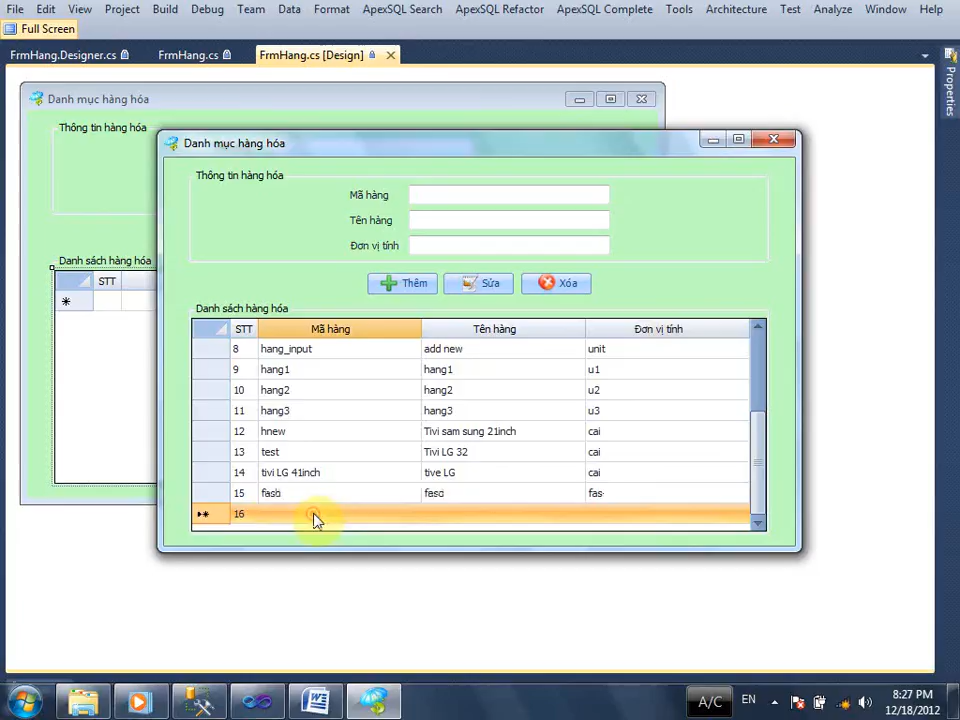 File Edit View Project Build Debug Team Data Format ApexSQL Search ApexSQL Refactor ApexSQL Complete Tools Architecture Test Analyze Window Help
Full Screen
FrmHang.Designer.cs FrmHang.cs FrmHang.cs [Design]
Properties
Danh mục hàng hóa
Thông tin hàng hóa
Danh sách hàng hóa
STT
Danh mục hàng hóa
Thông tin hàng hóa
Mã hàng
Tên hàng
Đơn vị tính
Thêm Sửa Xóa
Danh sách hàng hóa
STT Mã hàng Tên hàng Đơn vị tính
8 hang_input add new unit
9 hang1 hang1 u1
10 hang2 hang2 u2
11 hang3 hang3 u3
12 hnew Tivi sam sung 21inch cai
13 test Tivi LG 32 cai
14 tivi LG 41inch tive LG cai
15
16
A/C EN 8:27 PM
12/18/2012